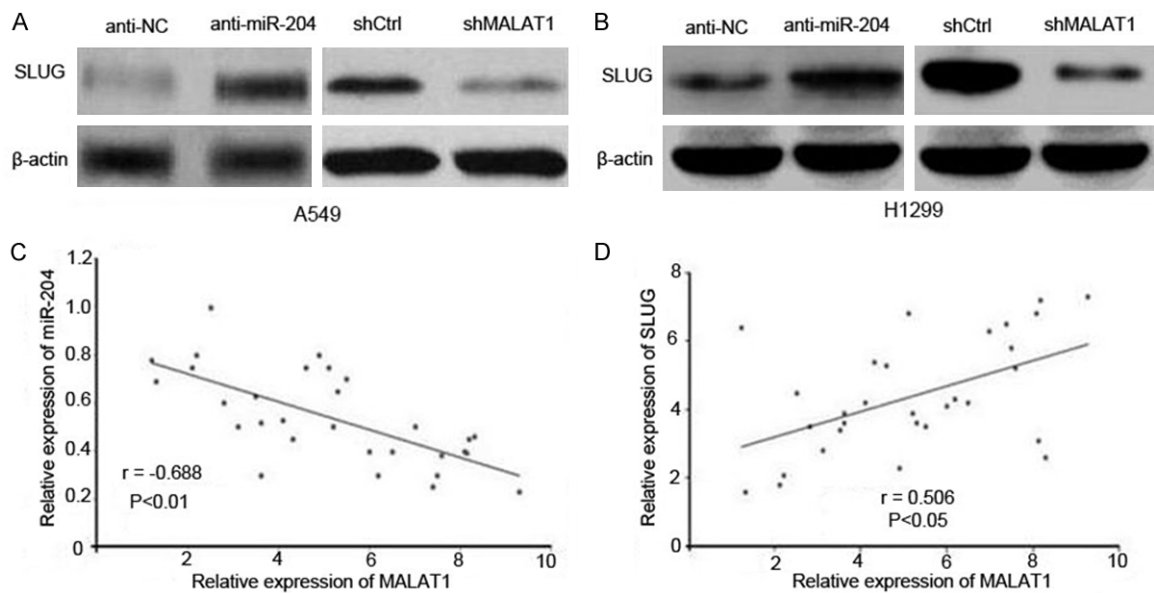 A
anti-NC anti-miR-204 shCtrl shMALAT1
SLUG
β-actin
A549
B
anti-NC anti-miR-204 shCtrl shMALAT1
SLUG
β-actin
H1299
C
Relative expression of miR-204
1.2
1.0
0.8
0.6
0.4
0.2
0
r = -0.688
P<0.01
2 4 6 8 10
Relative expression of MALAT1
D
Relative expression of SLUG
8
6
4
2
0
r = 0.506
P<0.05
2 4 6 8 10
Relative expression of MALAT1